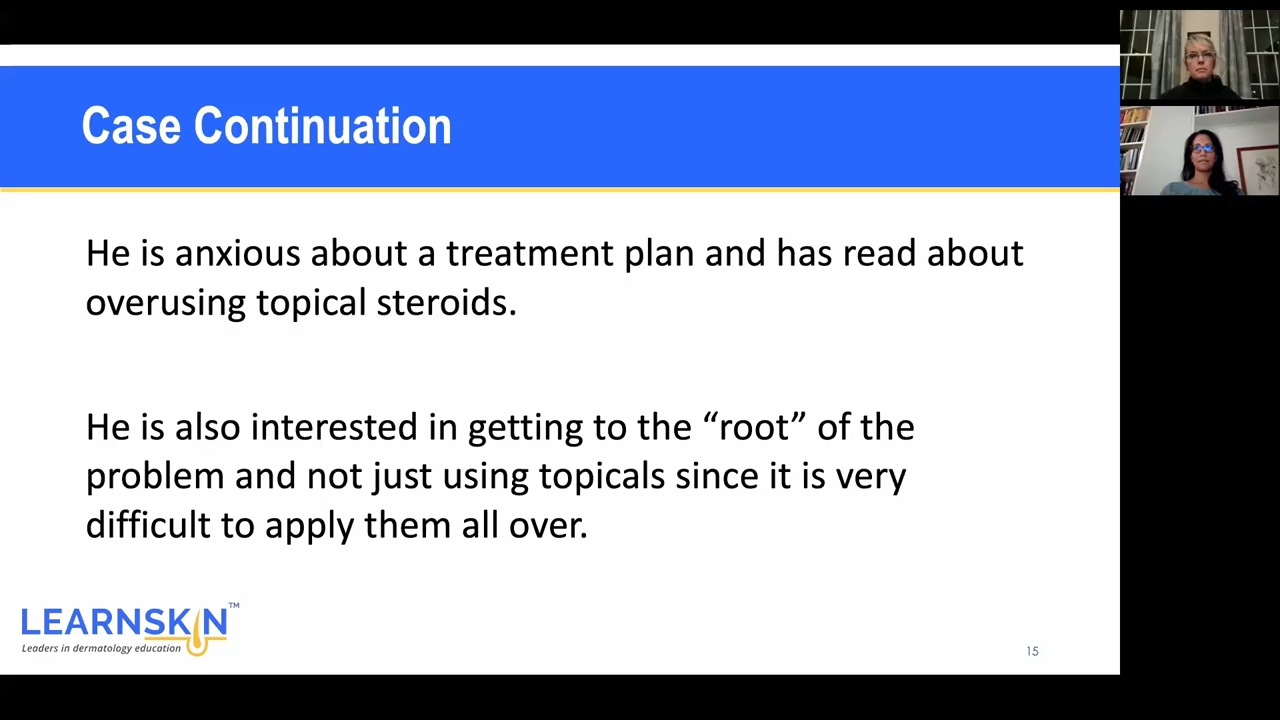 Case Continuation
He is anxious about a treatment plan and has read about
overusing topical steroids.
He is also interested in getting to the “root” of the
problem and not just using topicals since it is very
difficult to apply them all over.
LEARNSKIN™
Leaders in dermatology education
15